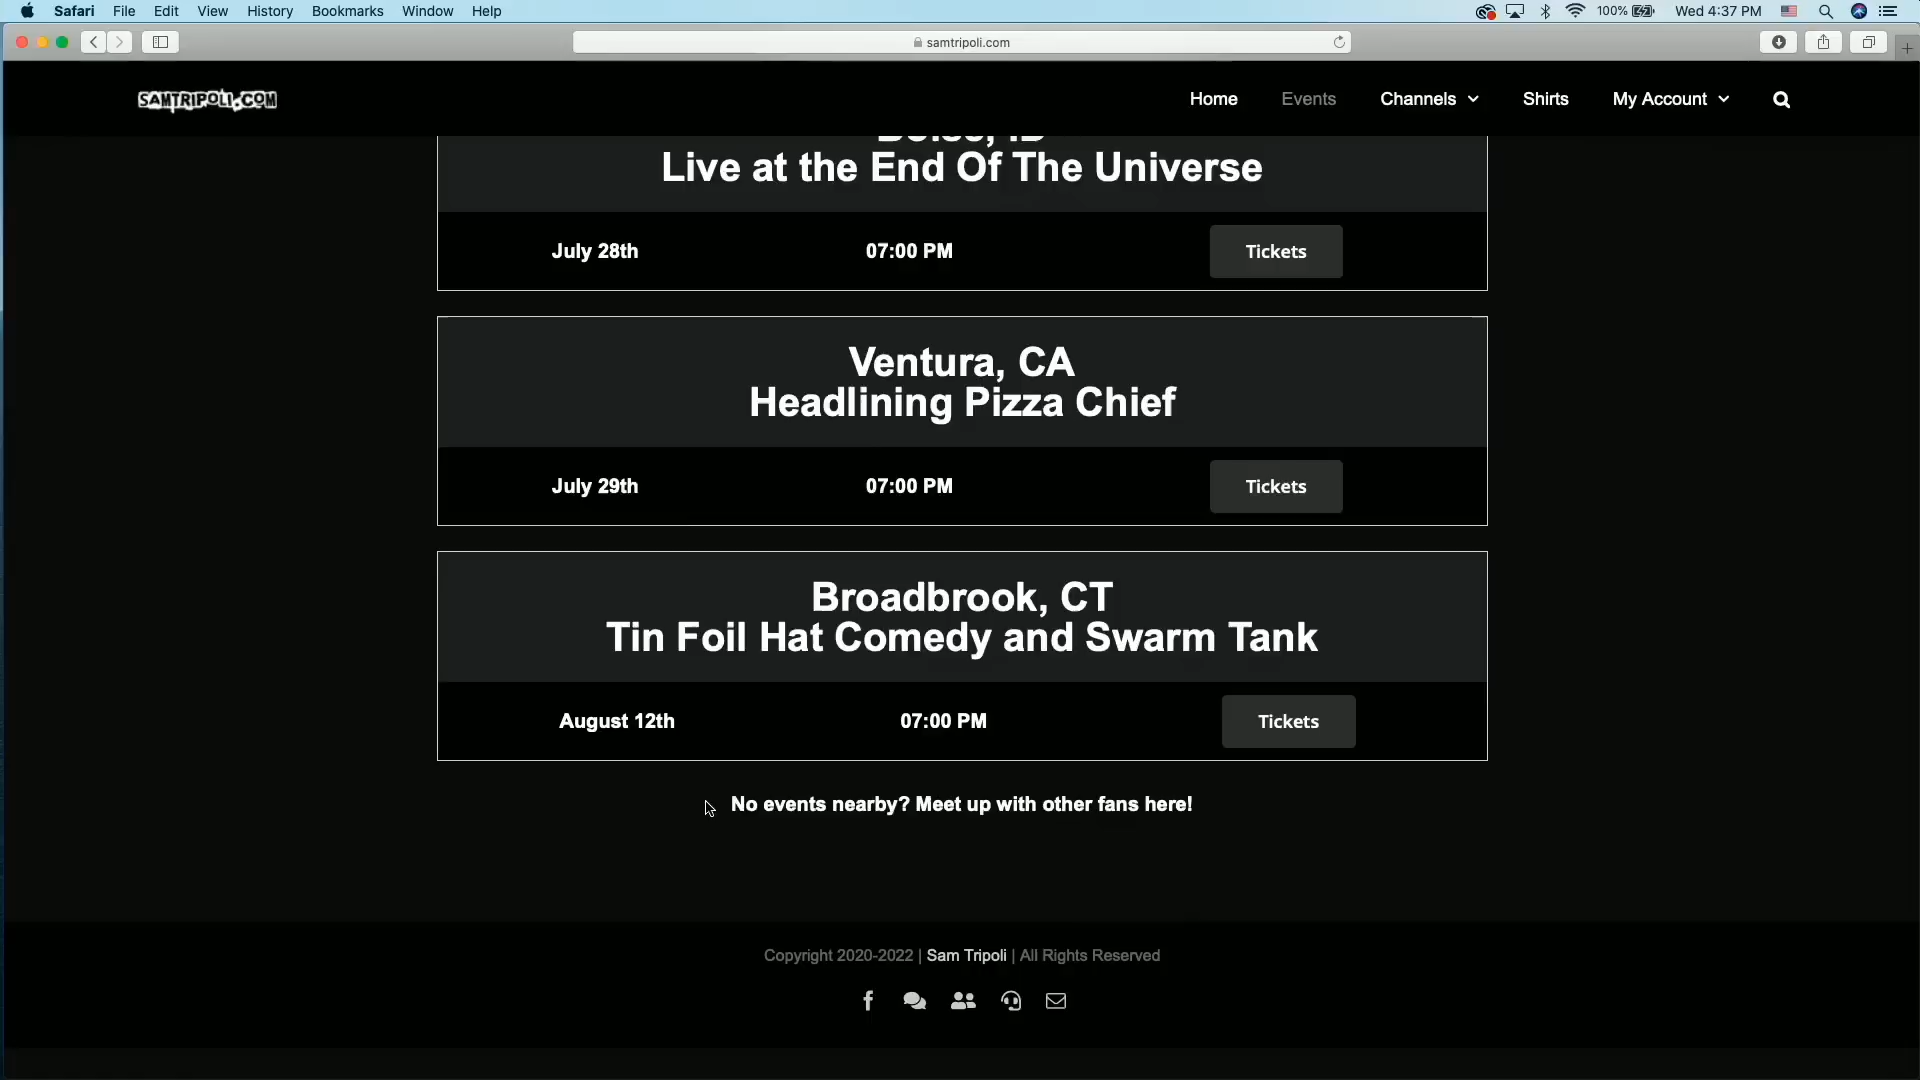 Safari File Edit View History Bookmarks Window Help 100% Wed 4:37 PM
samtripoli.com
SAMTRIPOLI.COM Home Events Channels Shirts My Account
Boise, ID
Live at the End Of The Universe
July 28th 07:00 PM Tickets
Ventura, CA
Headlining Pizza Chief
July 29th 07:00 PM Tickets
Broadbrook, CT
Tin Foil Hat Comedy and Swarm Tank
August 12th 07:00 PM Tickets
No events nearby? Meet up with other fans here!
Copyright 2020-2022 | Sam Tripoli | All Rights Reserved